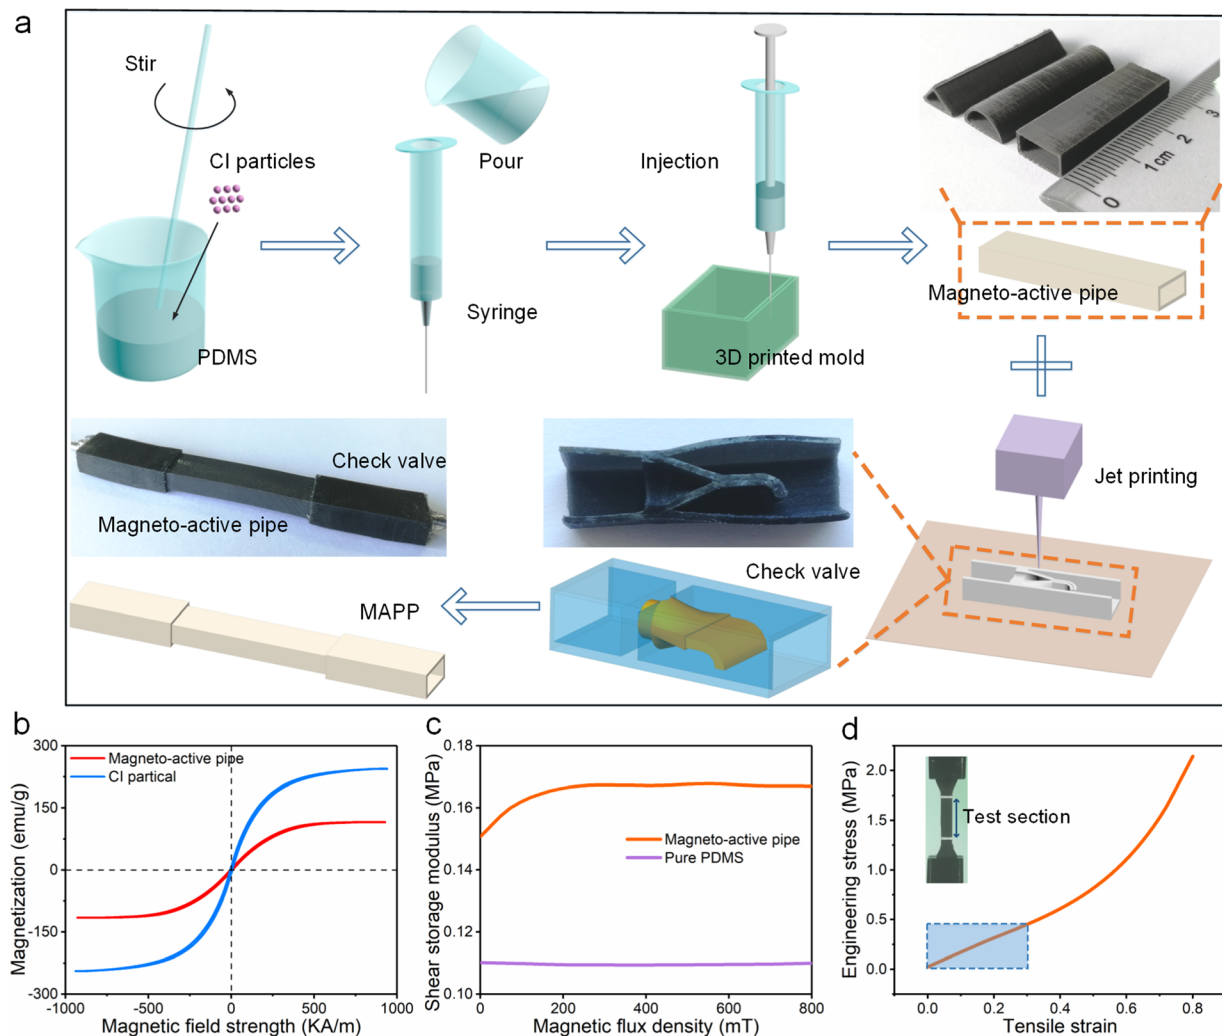 a
Stir
CI particles
Pour
Injection
3
2
1 cm
0
Syringe
PDMS
3D printed mold
Magneto-active pipe
Check valve
Magneto-active pipe
Jet printing
Check valve
MAPP
b
300
150
0
-150
-300
Magnetization (emu/g)
Magneto-active pipe
CI partical
-1000
-500
0
500
1000
Magnetic field strength (KA/m)
c
0.18
0.16
0.14
0.12
0.10
Shear storage modulus (MPa)
Magneto-active pipe
Pure PDMS
0
200
400
600
800
Magnetic flux density (mT)
d
2.0
1.5
1.0
0.5
0.0
Engineering stress (MPa)
Test section
0.0
0.2
0.4
0.6
0.8
Tensile strain